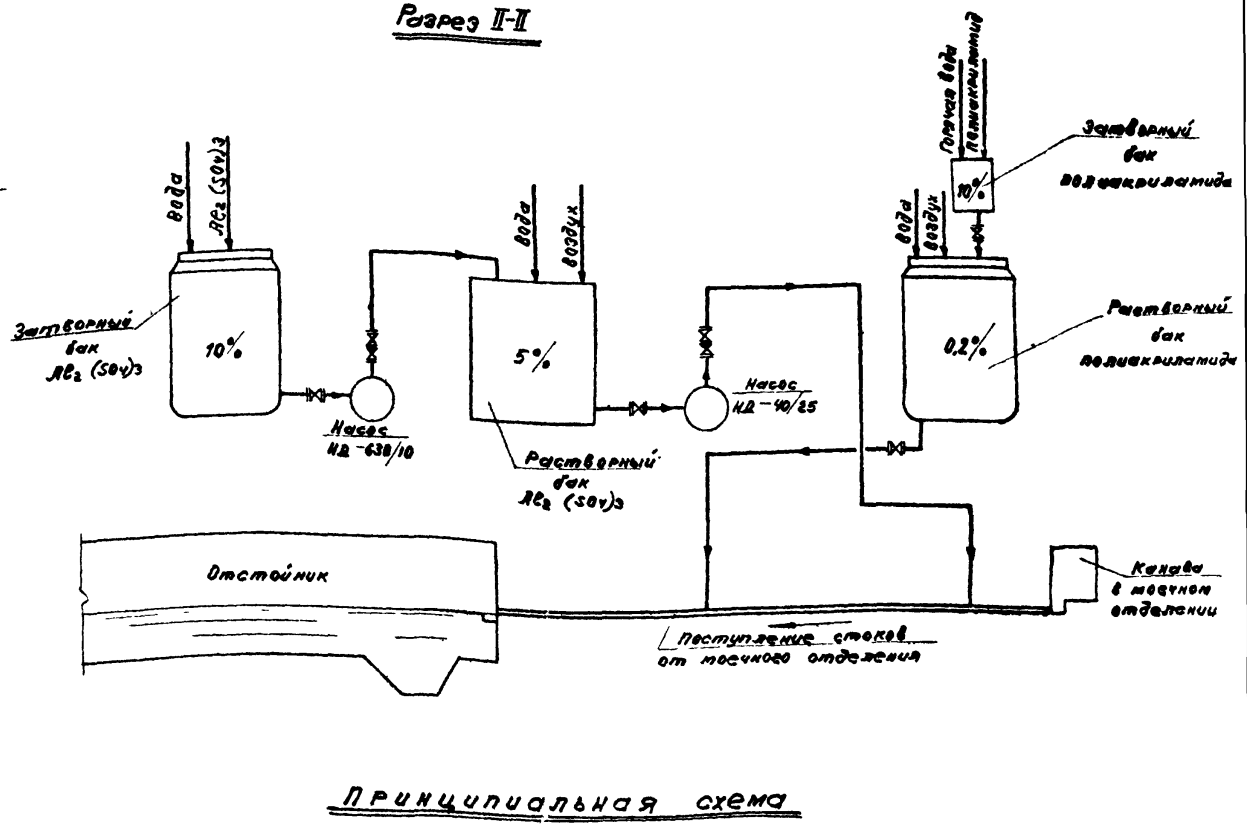 Разрез II-II
Вода
Al₂(SO₄)₃
Затворный
бак
Al₂(SO₄)₃
10%
Насос
НД-630/10
Вода
Воздух
5%
Растворный
бак
Al₂(SO₄)₃
Насос
НД-40/25
Горячая вода
полиакриламид
Затворный
бак
полиакриламида
10%
Вода
Воздух
0,2%
Растворный
бак
полиакриламида
Отстойник
Канава
в моечном
отделении
Поступление стоков
от моечного отделения
Принципиальная схема